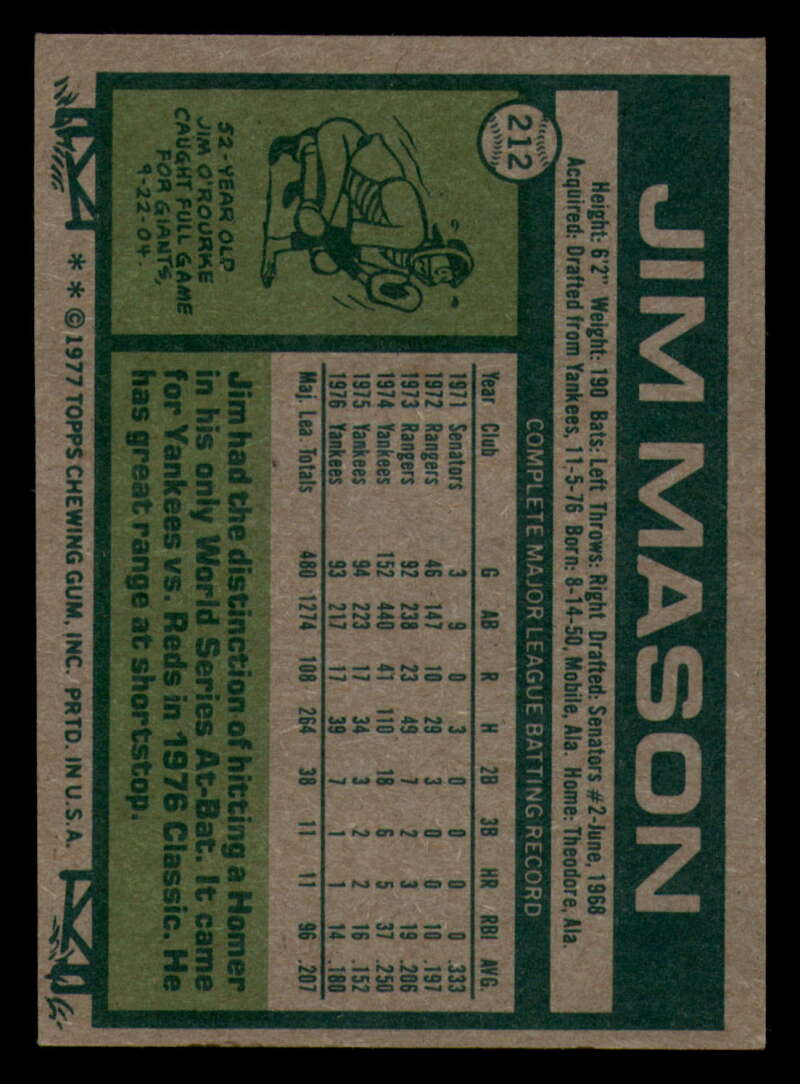 JIM MASON
212
Height: 6'2" Weight: 190 Bats: Left Throws: Right Drafted: Senators #2-June, 1968
Acquired: Drafted from Yankees, 11-5-76 Born: 8-14-50, Mobile, Ala. Home: Theodore, Ala.
COMPLETE MAJOR LEAGUE BATTING RECORD
Year Club G AB R H 2B 3B HR RBI AVG.
1971 Senators 3 9 0 3 0 0 0 0 .333
1972 Rangers 46 147 10 29 3 0 0 10 .197
1973 Rangers 92 238 23 49 7 2 3 19 .206
1974 Yankees 152 440 41 110 18 6 5 37 .250
1975 Yankees 94 223 17 34 3 2 2 16 .152
1976 Yankees 93 217 17 39 7 1 1 14 .180
Maj. Lea. Totals 480 1274 108 264 38 11 11 96 .207
52-YEAR OLD
JIM O'ROURKE
CAUGHT FULL GAME
FOR GIANTS,
9-22-04.
Jim had the distinction of hitting a Homer
in his only World Series At-Bat. It came
for Yankees vs. Reds in 1976 Classic. He
has great range at shortstop.
* * © 1977 TOPPS CHEWING GUM, INC. PRTD. IN U.S.A.